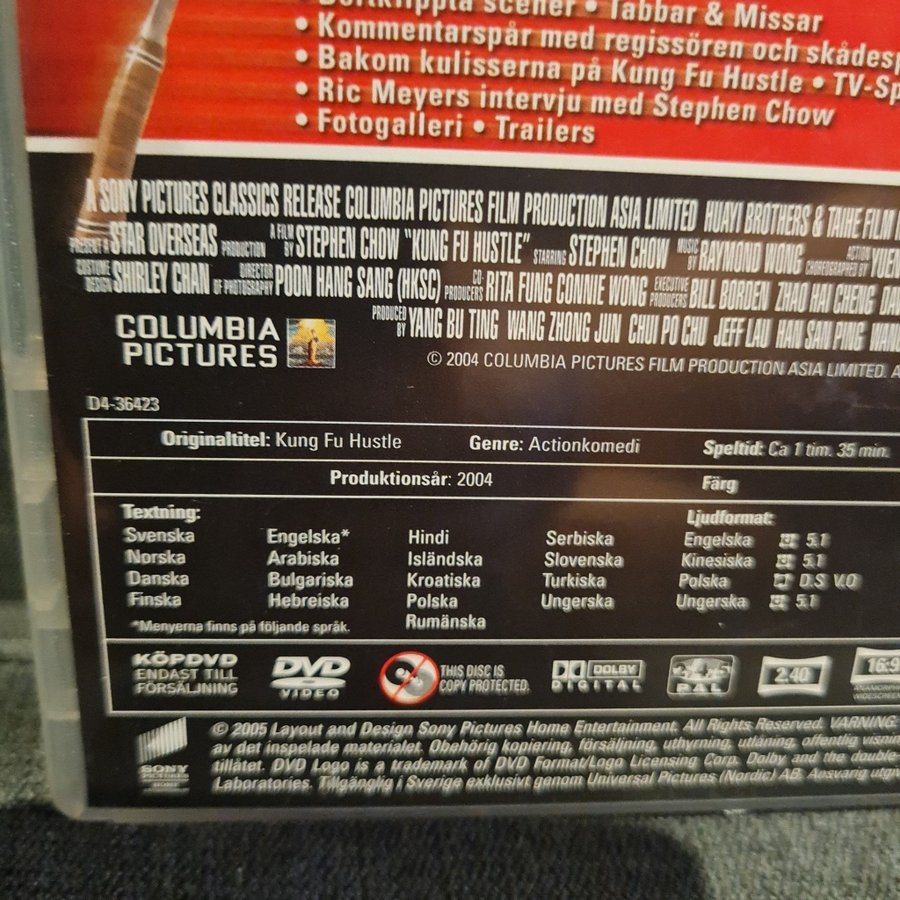 Bortklippta scener • Tabbar & Missar
• Kommentarspår med regissören och
• Bakom kulisserna på Kung Fu Hustle • TV-Sp
• Ric Meyers intervju med Stephen Chow
• Fotogalleri • Trailers
A SONY PICTURES CLASSICS RELEASE COLUMBIA PICTURES FILM PRODUCTION ASIA LIMITED HUAYI BROTHERS & TAIHE FILM
PRESENT A STAR OVERSEAS PRODUCTION A FILM BY STEPHEN CHOW "KUNG FU HUSTLE" STARRING STEPHEN CHOW MUSIC BY RAYMOND WONG ACTION CHOREOGRAPHED BY YUEN
COSTUME DESIGN SHIRLEY CHAN DIRECTOR OF PHOTOGRAPHY POON HANG SANG (HKSC) CO-PRODUCERS RITA FUNG CONNIE WONG EXECUTIVE PRODUCERS BILL BORDEN ZHAO HAI CHENG
PRODUCED BY YANG BU TING WANG ZHONG JUN CHUI PO CHU JEFF LAU HAN SAN PING
COLUMBIA
PICTURES
© 2004 COLUMBIA PICTURES FILM PRODUCTION ASIA LIMITED. A
D4-36423
Originaltitel: Kung Fu Hustle Genre: Actionkomedi Speltid: Ca 1 tim. 35 min.
Produktionsår: 2004 Färg
Textning: Ljudformat:
Svenska Engelska* Hindi Serbiska Engelska 5.1
Norska Arabiska Isländska Slovenska Kinesiska 5.1
Danska Bulgariska Kroatiska Turkiska Polska D.S V.O
Finska Hebreiska Polska Ungerska Ungerska 5.1
*Menyerna finns på följande språk. Rumänska
KÖPDVD
ENDAST TILL
FÖRSÄLJNING
DVD
VIDEO
THIS DISC IS
COPY PROTECTED.
DOLBY
DIGITAL
PAL
2.40
16:9
ANAMORPHIC
WIDESCREEN
SONY
PICTURES
HOME
© 2005 Layout and Design Sony Pictures Home Entertainment. All Rights Reserved. VARNING.
av det inspelade materialet. Obehörig kopiering, försäljning, uthyrning, utlåning, offentlig visning
tillåtet. DVD Logo is a trademark of DVD Format/Logo Licensing Corp. Dolby and the double-
Laboratories. Tillgänglig i Sverige exklusivt genom Universal Pictures (Nordic) AB. Ansvarig utgiv